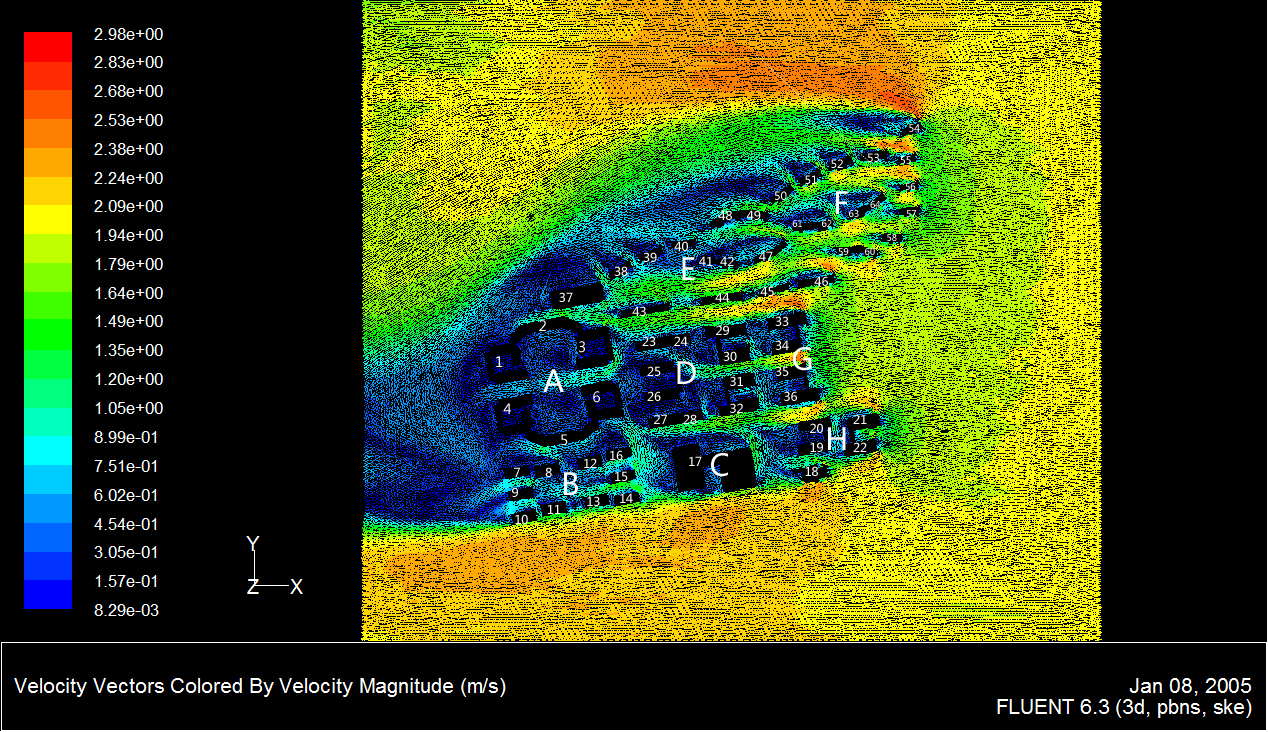 2.98e+00
2.83e+00
2.68e+00
2.53e+00
2.38e+00
2.24e+00
2.09e+00
1.94e+00
1.79e+00
1.64e+00
1.49e+00
1.35e+00
1.20e+00
1.05e+00
8.99e-01
7.51e-01
6.02e-01
4.54e-01
3.05e-01
1.57e-01
8.29e-03
Y
Z X
54
52 53 55
51
56
50 F 64
63 57
48 49
61 62
58
40
39 41 42 47 59 60
38 E
46
37 44 45
43
2 33
29
3 23 24
34
1 30 G
25 D 35
A 31
6 26 36
4 32
27 28
21
20
5 H
16 19 22
12 17 C
7 8 15 18
B
9
13 14
11
10
Velocity Vectors Colored By Velocity Magnitude (m/s)
Jan 08, 2005
FLUENT 6.3 (3d, pbns, ske)